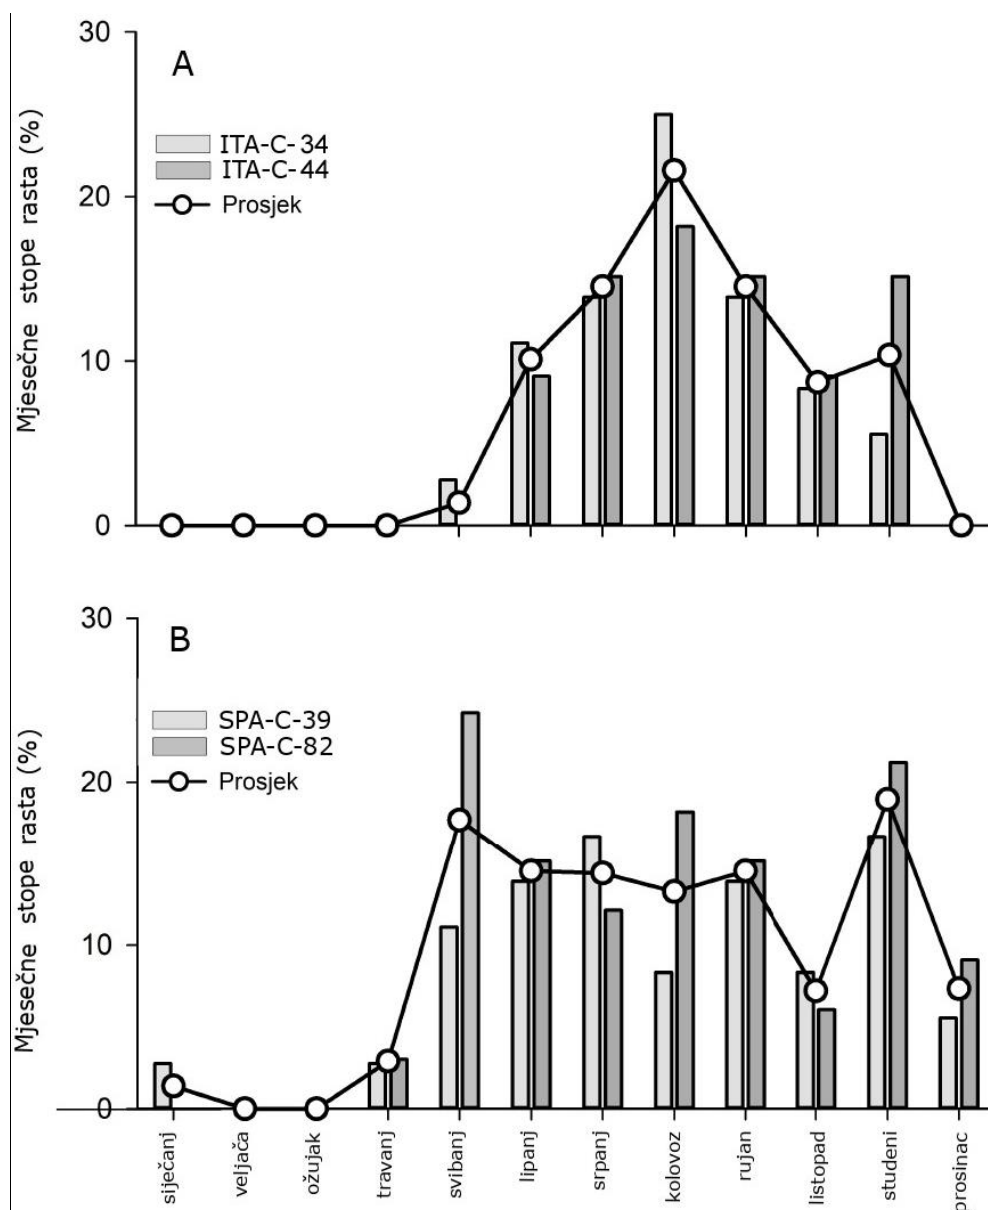 30
A
ITA-C-34
ITA-C-44
Prosjek
20
10
0
Mjesečne stope rasta (%)
30
B
SPA-C-39
SPA-C-82
Prosjek
20
10
0
Mjesečne stope rasta (%)
siječanj
veljača
ožujak
travanj
svibanj
lipanj
srpanj
kolovoz
rujan
listopad
studeni
prosinac